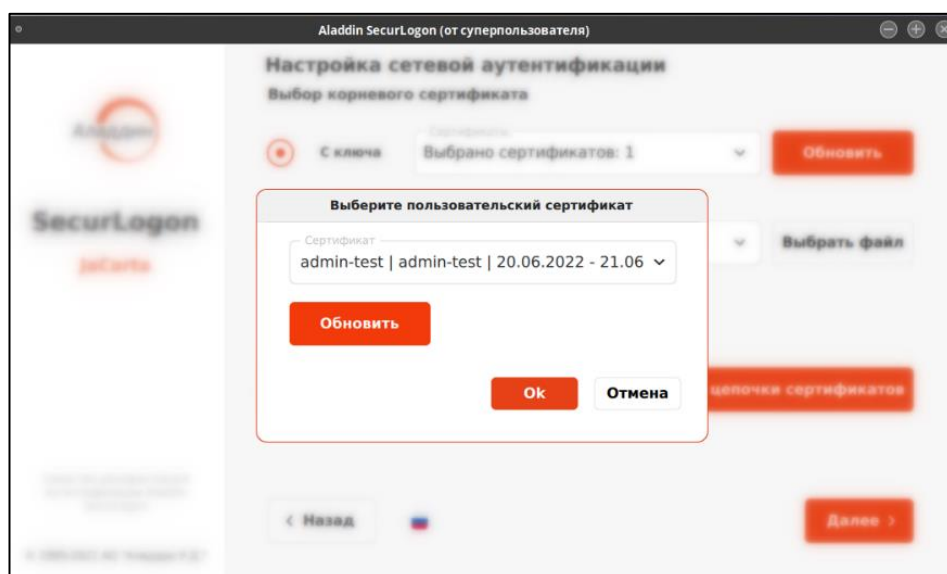 Aladdin SecurLogon (от суперпользователя)
Настройка сетевой аутентификации
Выбор корневого сертификата
Аладдин
С ключа
Сертификаты
Выбрано сертификатов: 1
Обновить
SecurLogon
JaCarta
Выберите пользовательский сертификат
Сертификат
admin-test | admin-test | 20.06.2022 - 21.06
Обновить
Ok
Отмена
Выбрать файл
цепочки сертификатов
Назад
Далее